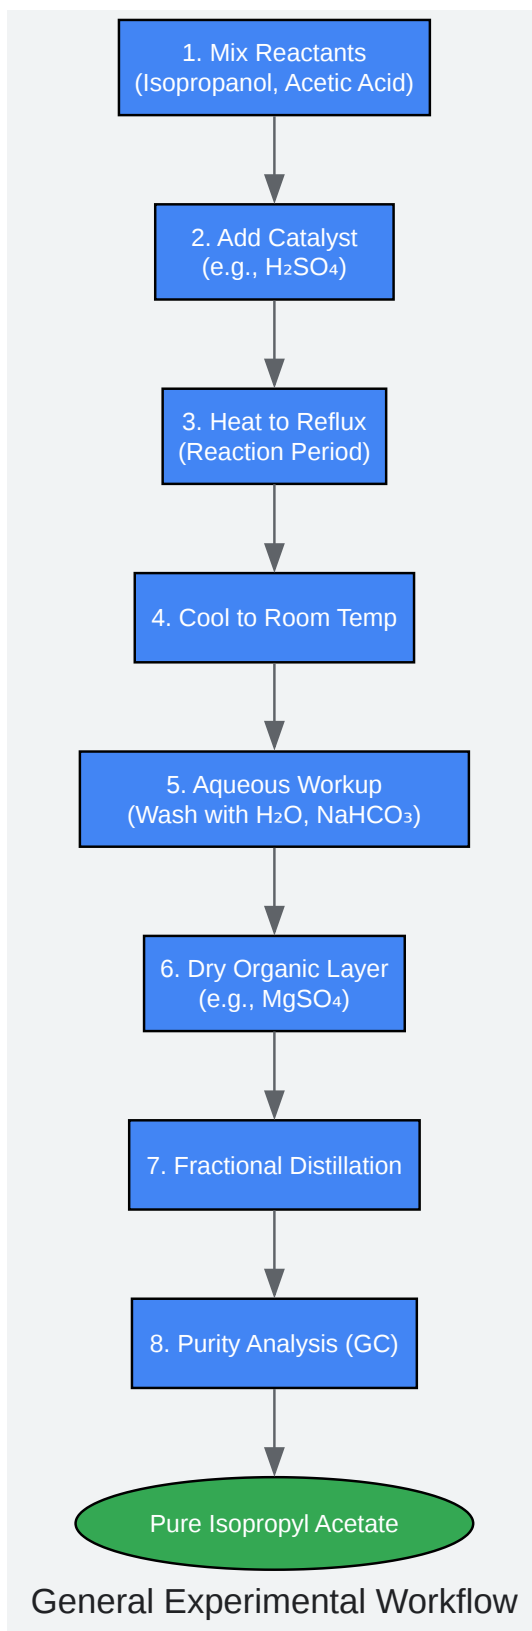 1. Mix Reactants
(Isopropanol, Acetic Acid)
2. Add Catalyst
(e.g., H₂SO₄)
3. Heat to Reflux
(Reaction Period)
4. Cool to Room Temp
5. Aqueous Workup
(Wash with H₂O, NaHCO₃)
6. Dry Organic Layer
(e.g., MgSO₄)
7. Fractional Distillation
8. Purity Analysis (GC)
Pure Isopropyl Acetate
General Experimental Workflow